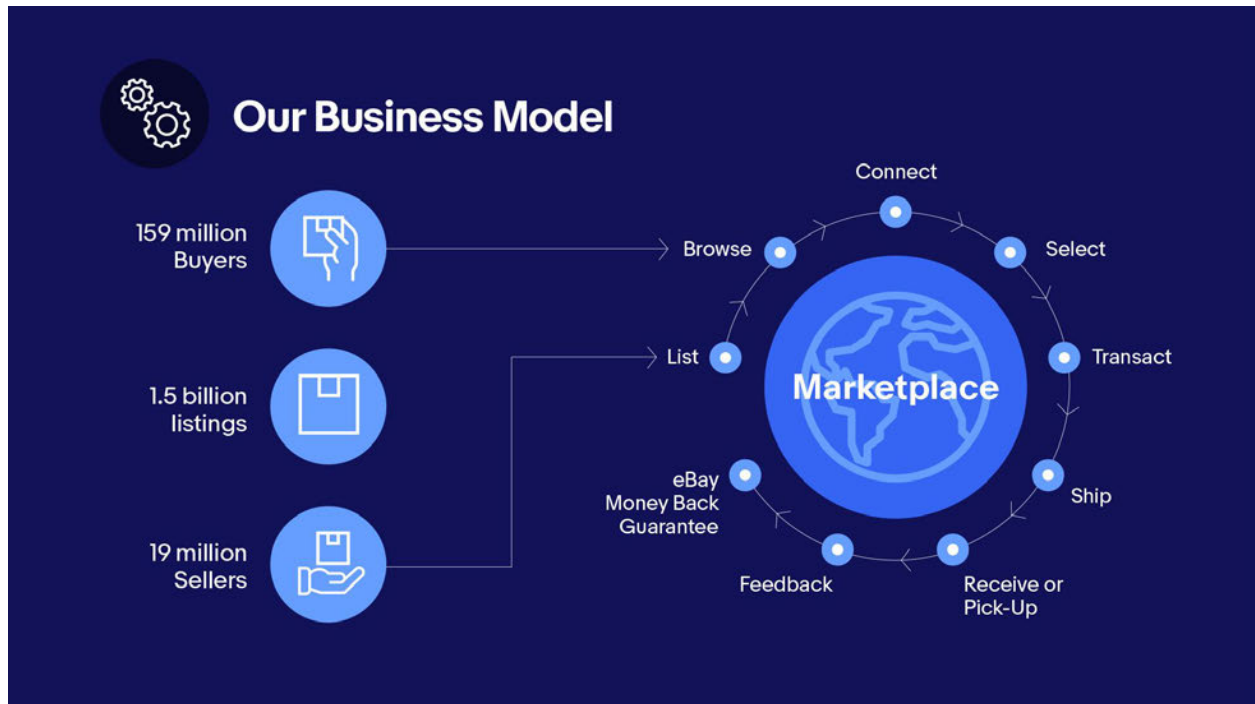 Our Business Model
159 million
Buyers
1.5 billion
listings
19 million
Sellers
Connect
Browse
Select
List
Transact
Marketplace
eBay
Money Back
Guarantee
Ship
Feedback
Receive or
Pick-Up